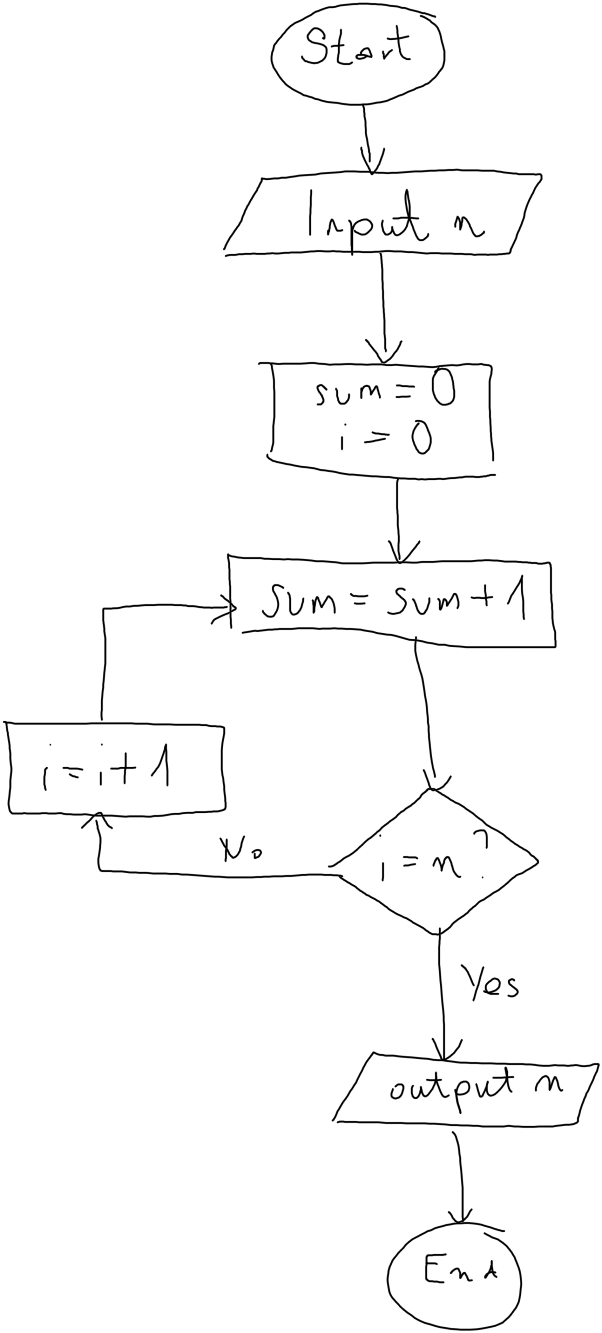 Start
Input n
sum = 0
i = 0
sum = sum + 1
i = i + 1
i = n?
No
Yes
output n
End